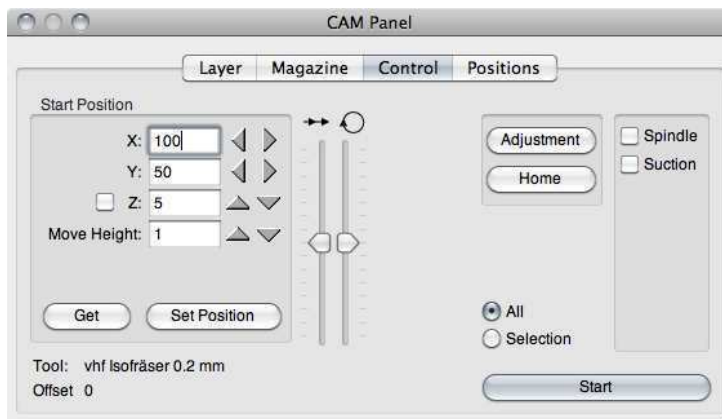 CAM Panel
Layer Magazine Control Positions
Start Position
X: 100
Y: 50
Z: 5
Move Height: 1
Get Set Position
Tool: vhf Isofräser 0.2 mm
Offset 0
Adjustment
Home
Spindle
Suction
All
Selection
Start